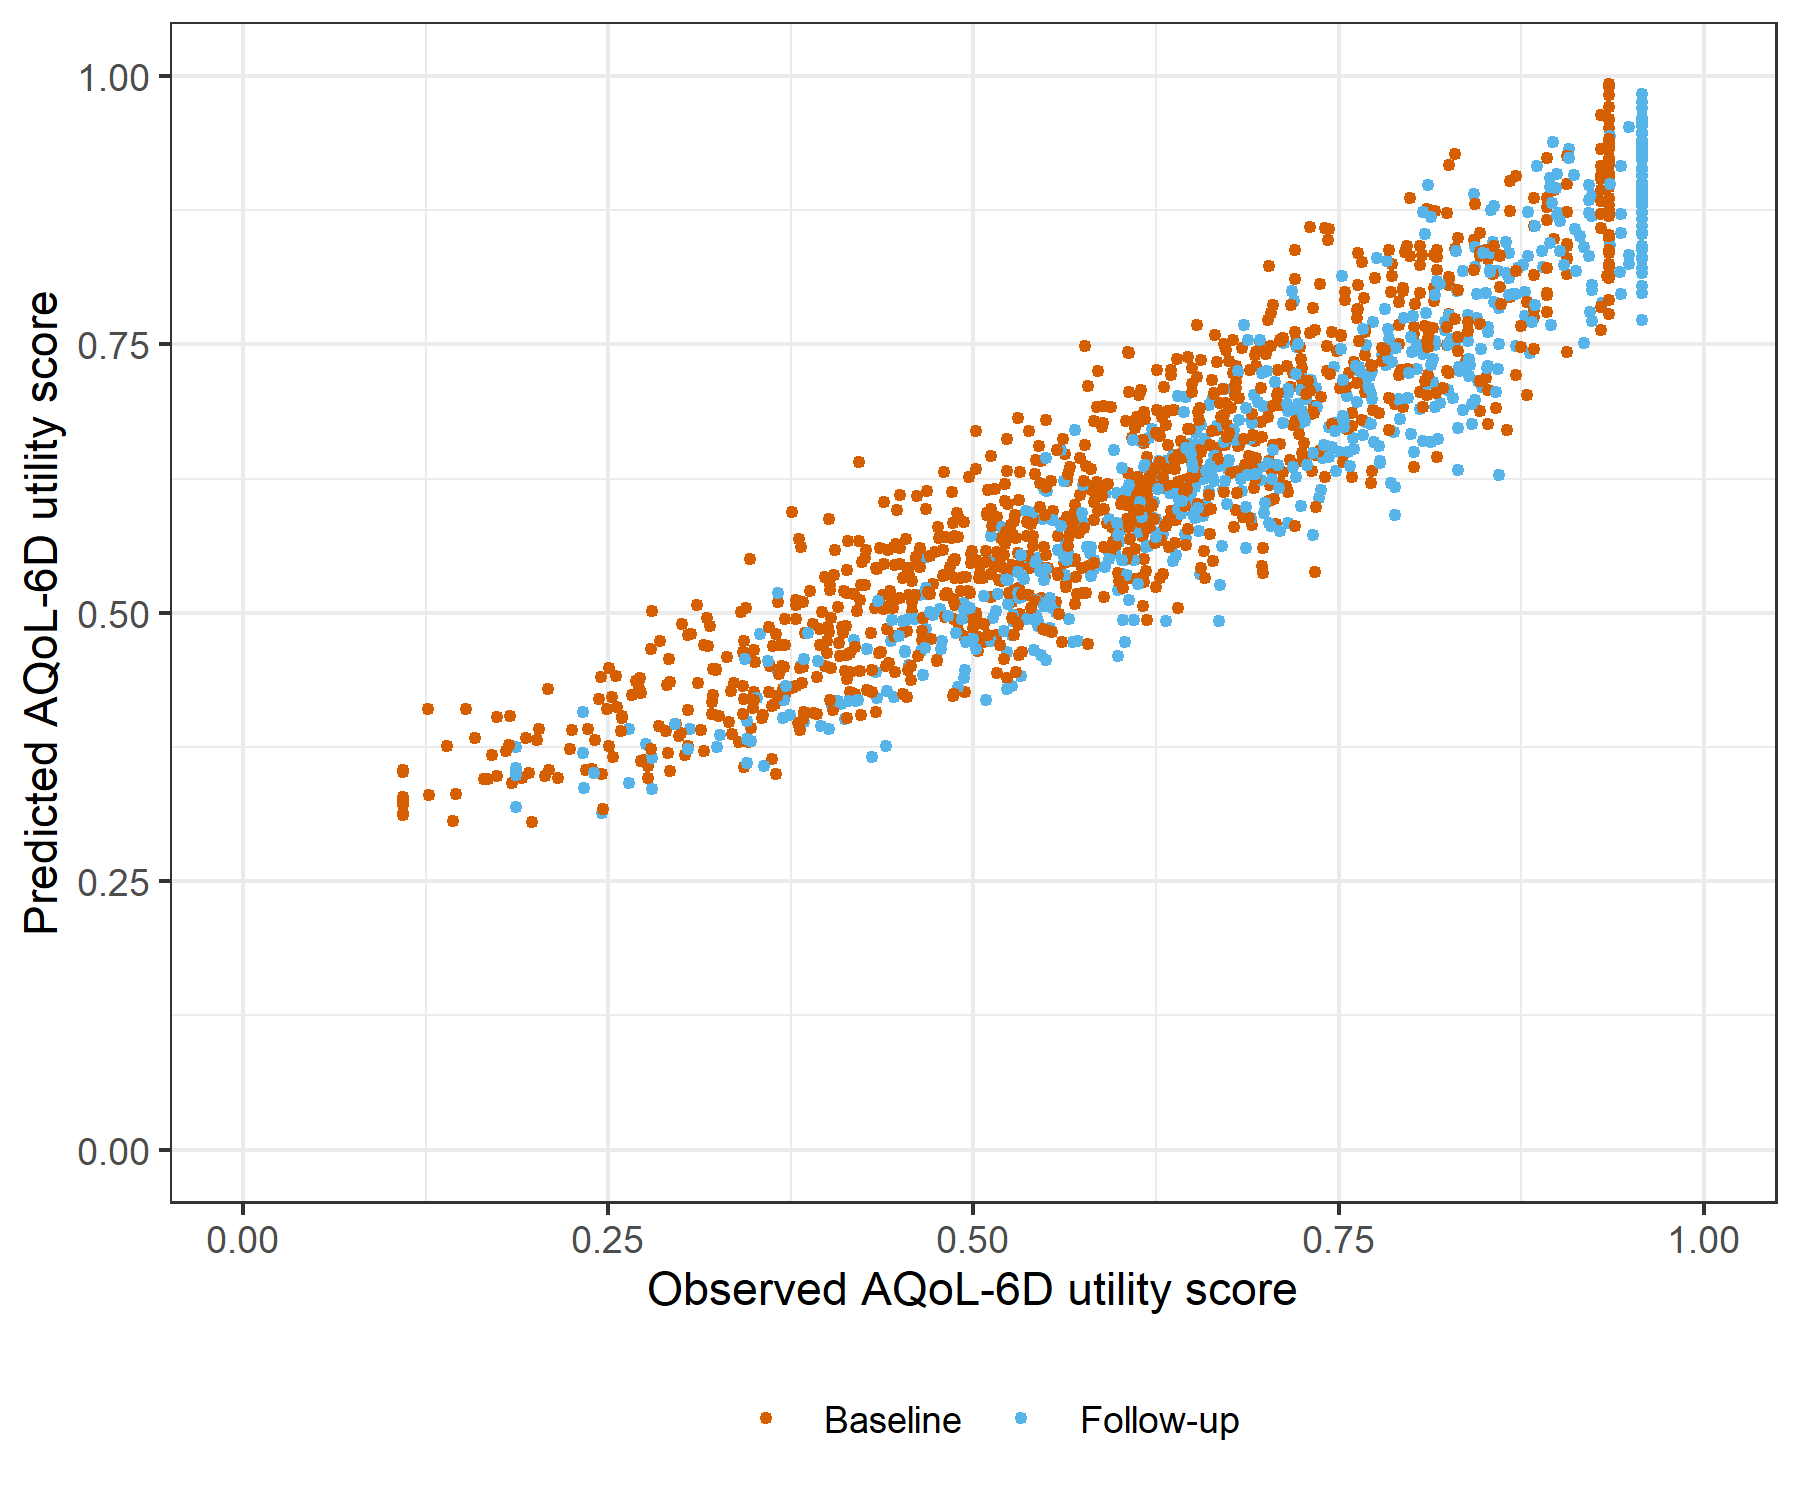 Predicted AQoL-6D utility score
1.00
0.75
0.50
0.25
0.00
0.00 0.25 0.50 0.75 1.00
Observed AQoL-6D utility score
Baseline Follow-up